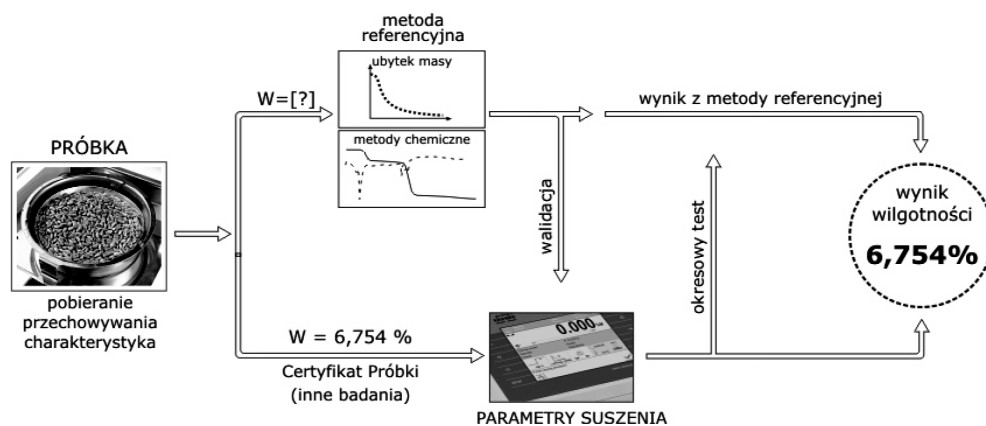 metoda
referencyjna
ubytek masy
W=[?]
metody chemiczne
wynik z metody referencyjnej
PRÓBKA
pobieranie
przechowywania
charakterystyka
walidacja
okresowy test
wynik
wilgotności
6,754%
W = 6,754 %
Certyfikat Próbki
(inne badania)
0.000
PARAMETRY SUSZENIA